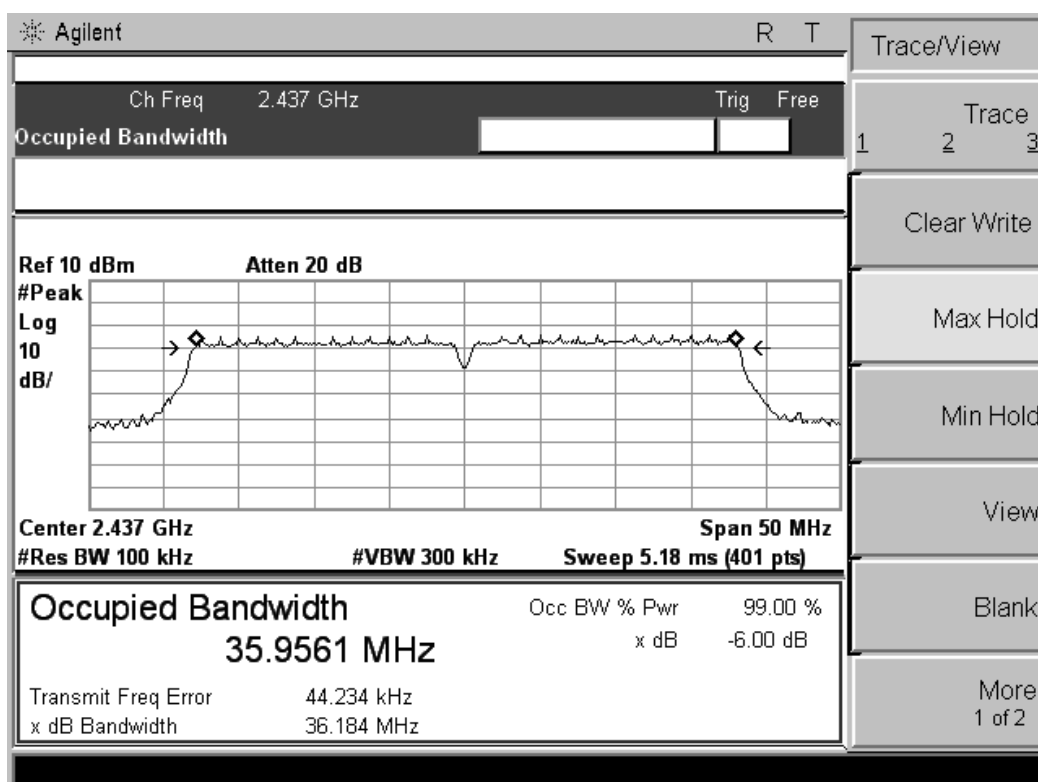 Agilent R T
Trace/View
Ch Freq 2.437 GHz Trig Free
Occupied Bandwidth
Trace
1 2 3
Clear Write
Ref 10 dBm Atten 20 dB
#Peak
Log
10
dB/
Max Hold
Min Hold
View
Center 2.437 GHz Span 50 MHz
#Res BW 100 kHz #VBW 300 kHz Sweep 5.18 ms (401 pts)
Occupied Bandwidth
35.9561 MHz
Occ BW % Pwr 99.00 %
x dB -6.00 dB
Transmit Freq Error 44.234 kHz
x dB Bandwidth 36.184 MHz
Blank
More
1 of 2